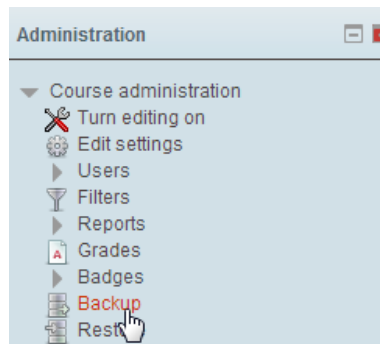 Administration
Course administration
Turn editing on
Edit settings
Users
Filters
Reports
A Grades
Badges
Backup